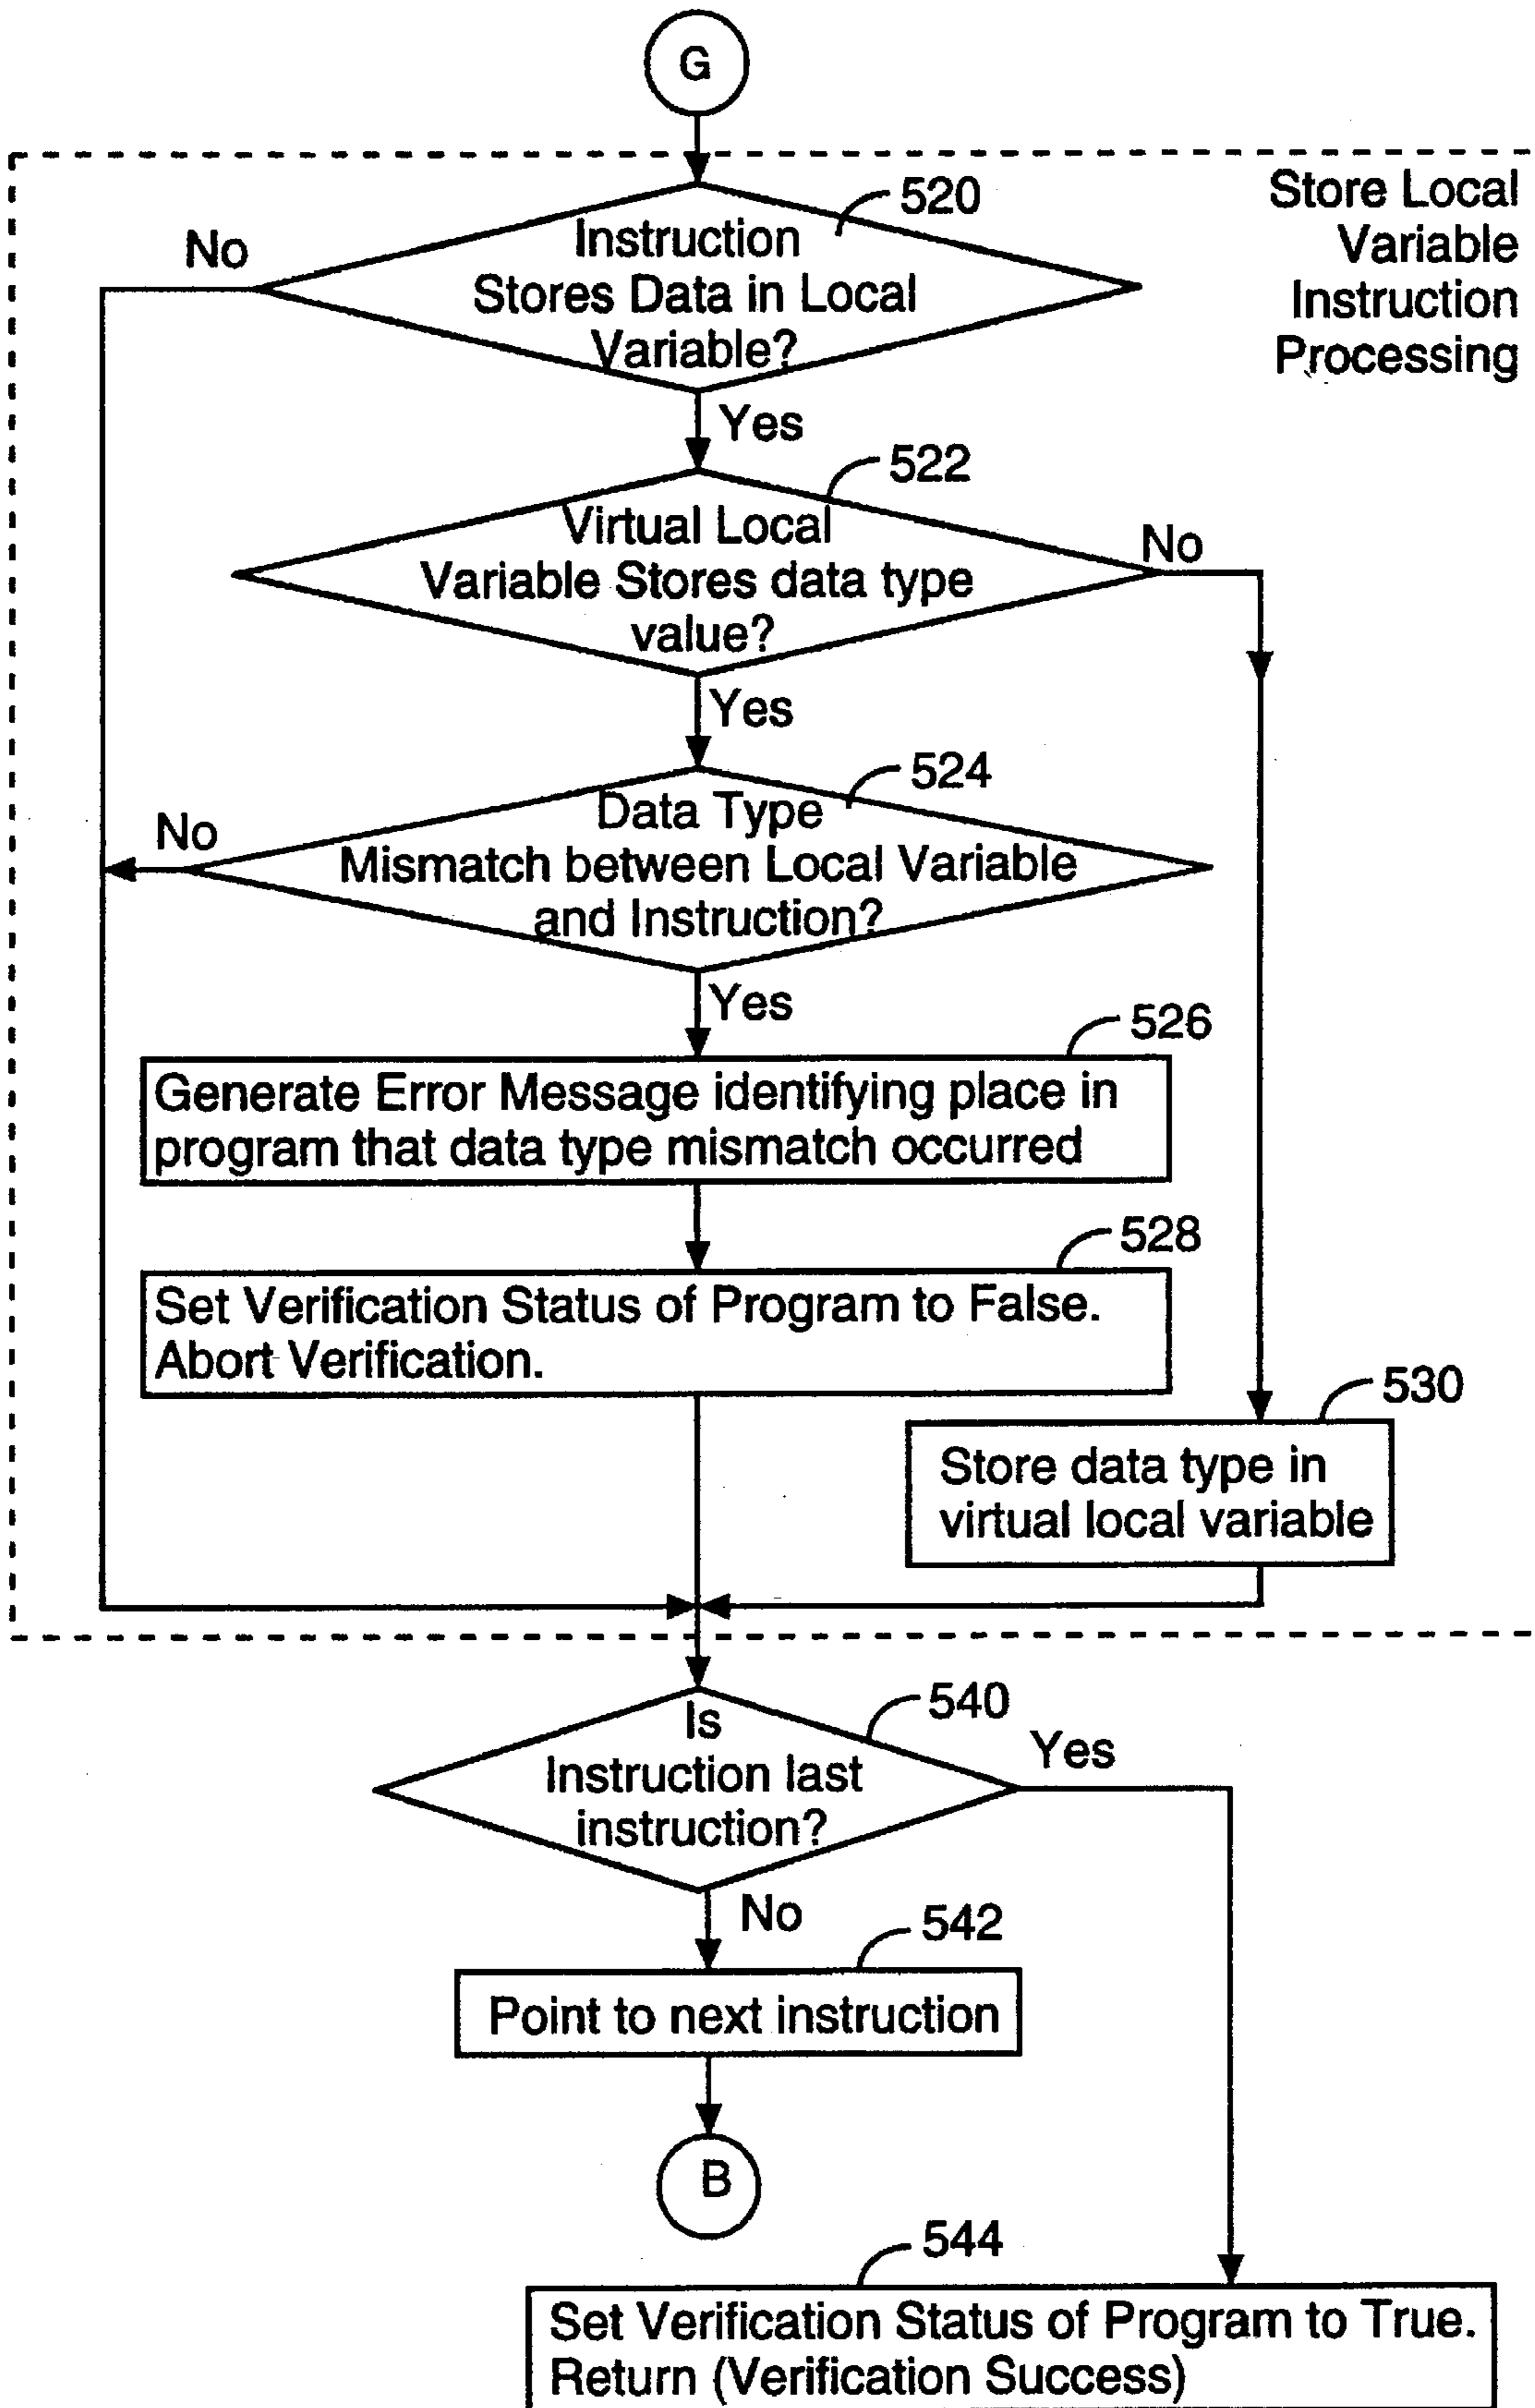 G
520
Store Local
Variable
Instruction
Processing
No
Instruction
Stores Data in Local
Variable?
Yes
522
Virtual Local
Variable Stores data type
value?
No
Yes
524
Data Type
Mismatch between Local Variable
and Instruction?
No
Yes
526
Generate Error Message identifying place in
program that data type mismatch occurred
528
Set Verification Status of Program to False.
Abort Verification.
530
Store data type in
virtual local variable
540
Is
Instruction last
instruction?
Yes
No
542
Point to next instruction
B
544
Set Verification Status of Program to True.
Return (Verification Success)